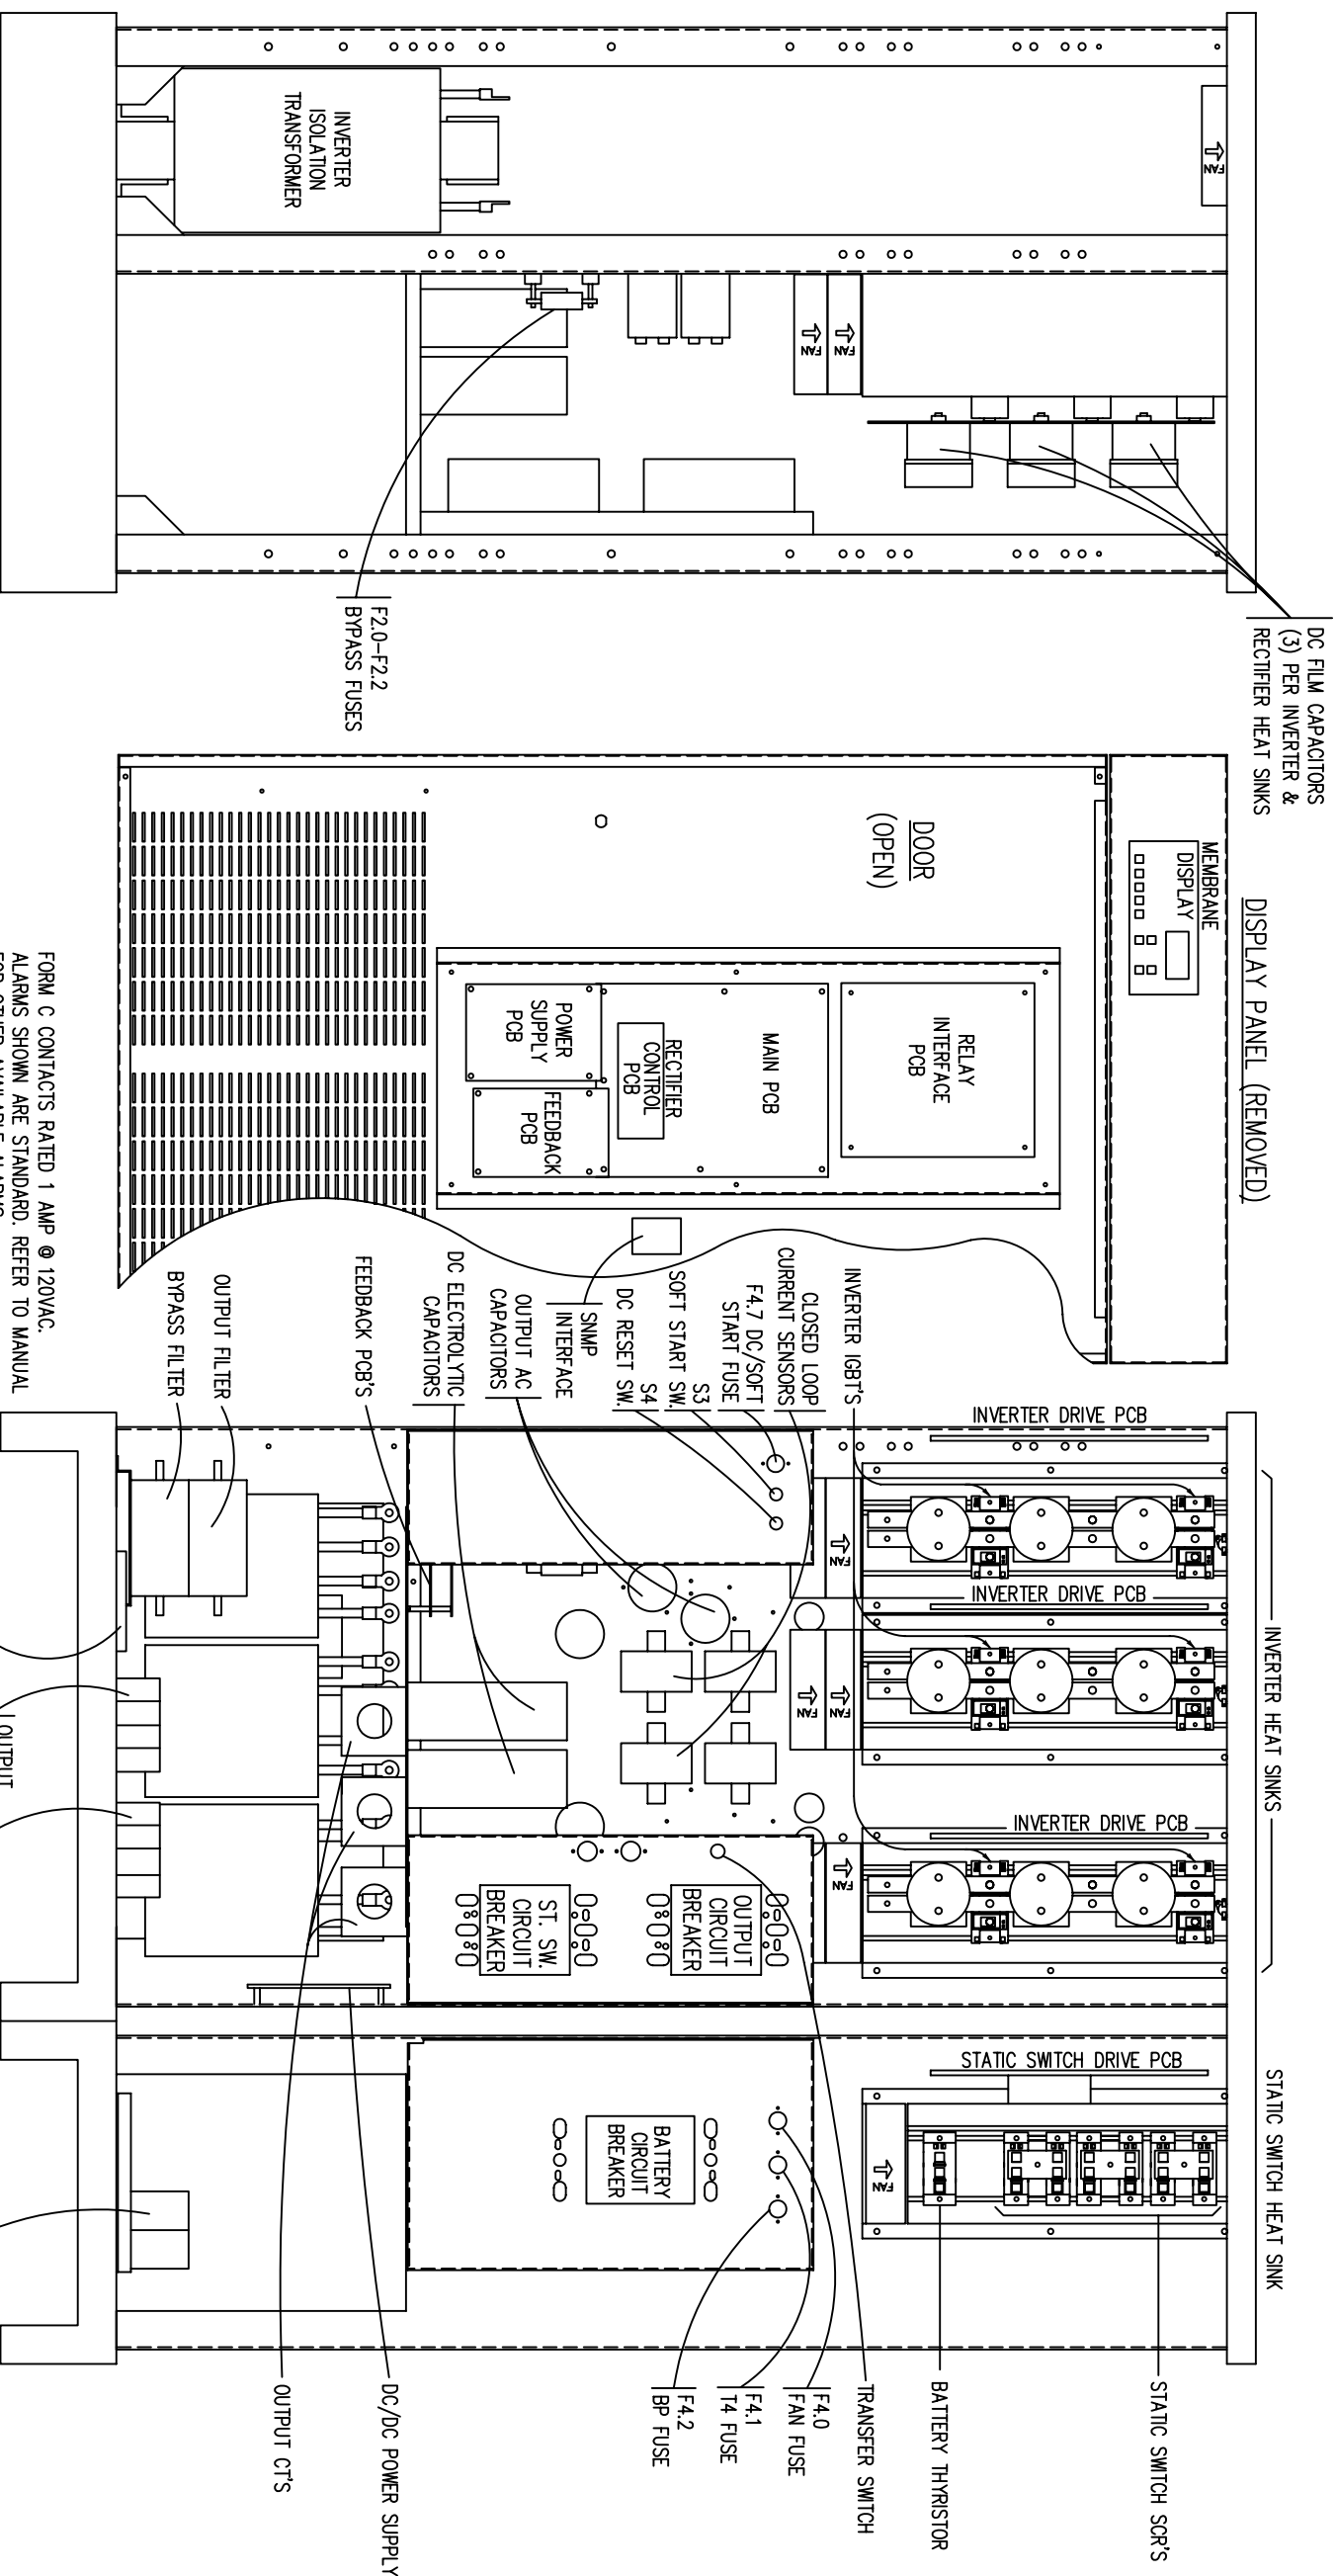 DC FILM CAPACITORS
(3) PER INVERTER &
RECTIFIER HEAT SINKS
FAN
INVERTER
ISOLATION
TRANSFORMER
FAN
FAN
F2.0-F2.2
BYPASS FUSES
DISPLAY PANEL (REMOVED)
MEMBRANE
DISPLAY
DOOR
(OPEN)
RELAY
INTERFACE
PCB
MAIN PCB
RECTIFIER
CONTROL
PCB
POWER
SUPPLY
PCB
FEEDBACK
PCB
FORM C CONTACTS RATED 1 AMP @ 120VAC.
ALARMS SHOWN ARE STANDARD. REFER TO MANUAL
FOR OTHER AVAILABLE ALARMS
INVERTER IGBT'S
CLOSED LOOP
CURRENT SENSORS
F4.7 DC/SOFT
START FUSE
S3
SOFT START SW.
S4
DC RESET SW.
SNMP
INTERFACE
OUTPUT AC
CAPACITORS
DC ELECTROLYTIC
CAPACITORS
FEEDBACK PCB'S
OUTPUT FILTER
BYPASS FILTER
INVERTER HEAT SINKS
INVERTER DRIVE PCB
INVERTER DRIVE PCB
INVERTER DRIVE PCB
FAN
FAN
FAN
FAN
OUTPUT
CIRCUIT
BREAKER
ST. SW.
CIRCUIT
BREAKER
OUTPUT
STATIC SWITCH HEAT SINK
STATIC SWITCH DRIVE PCB
FAN
BATTERY
CIRCUIT
BREAKER
STATIC SWITCH SCR'S
BATTERY THYRISTOR
TRANSFER SWITCH
F4.0
FAN FUSE
F4.1
T4 FUSE
F4.2
BP FUSE
DC/DC POWER SUPPLY
OUTPUT CT'S